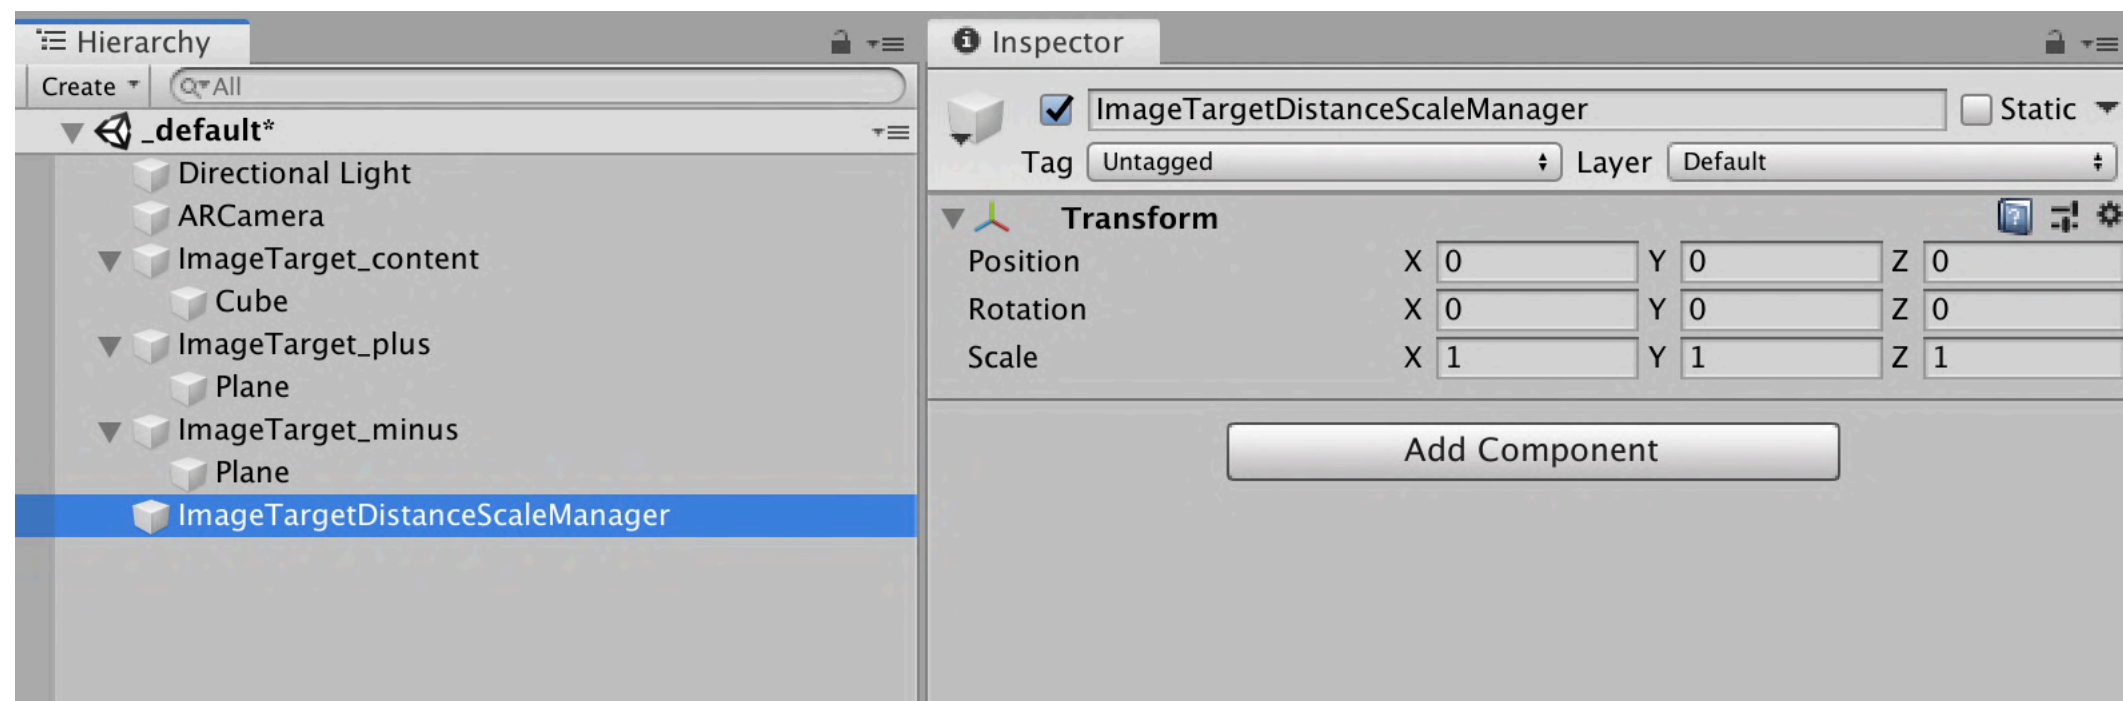 Hierarchy
Create All
_default*
Directional Light
ARCamera
ImageTarget_content
Cube
ImageTarget_plus
Plane
ImageTarget_minus
Plane
ImageTargetDistanceScaleManager
Inspector
ImageTargetDistanceScaleManager Static
Tag Untagged Layer Default
Transform
Position X 0 Y 0 Z 0
Rotation X 0 Y 0 Z 0
Scale X 1 Y 1 Z 1
Add Component